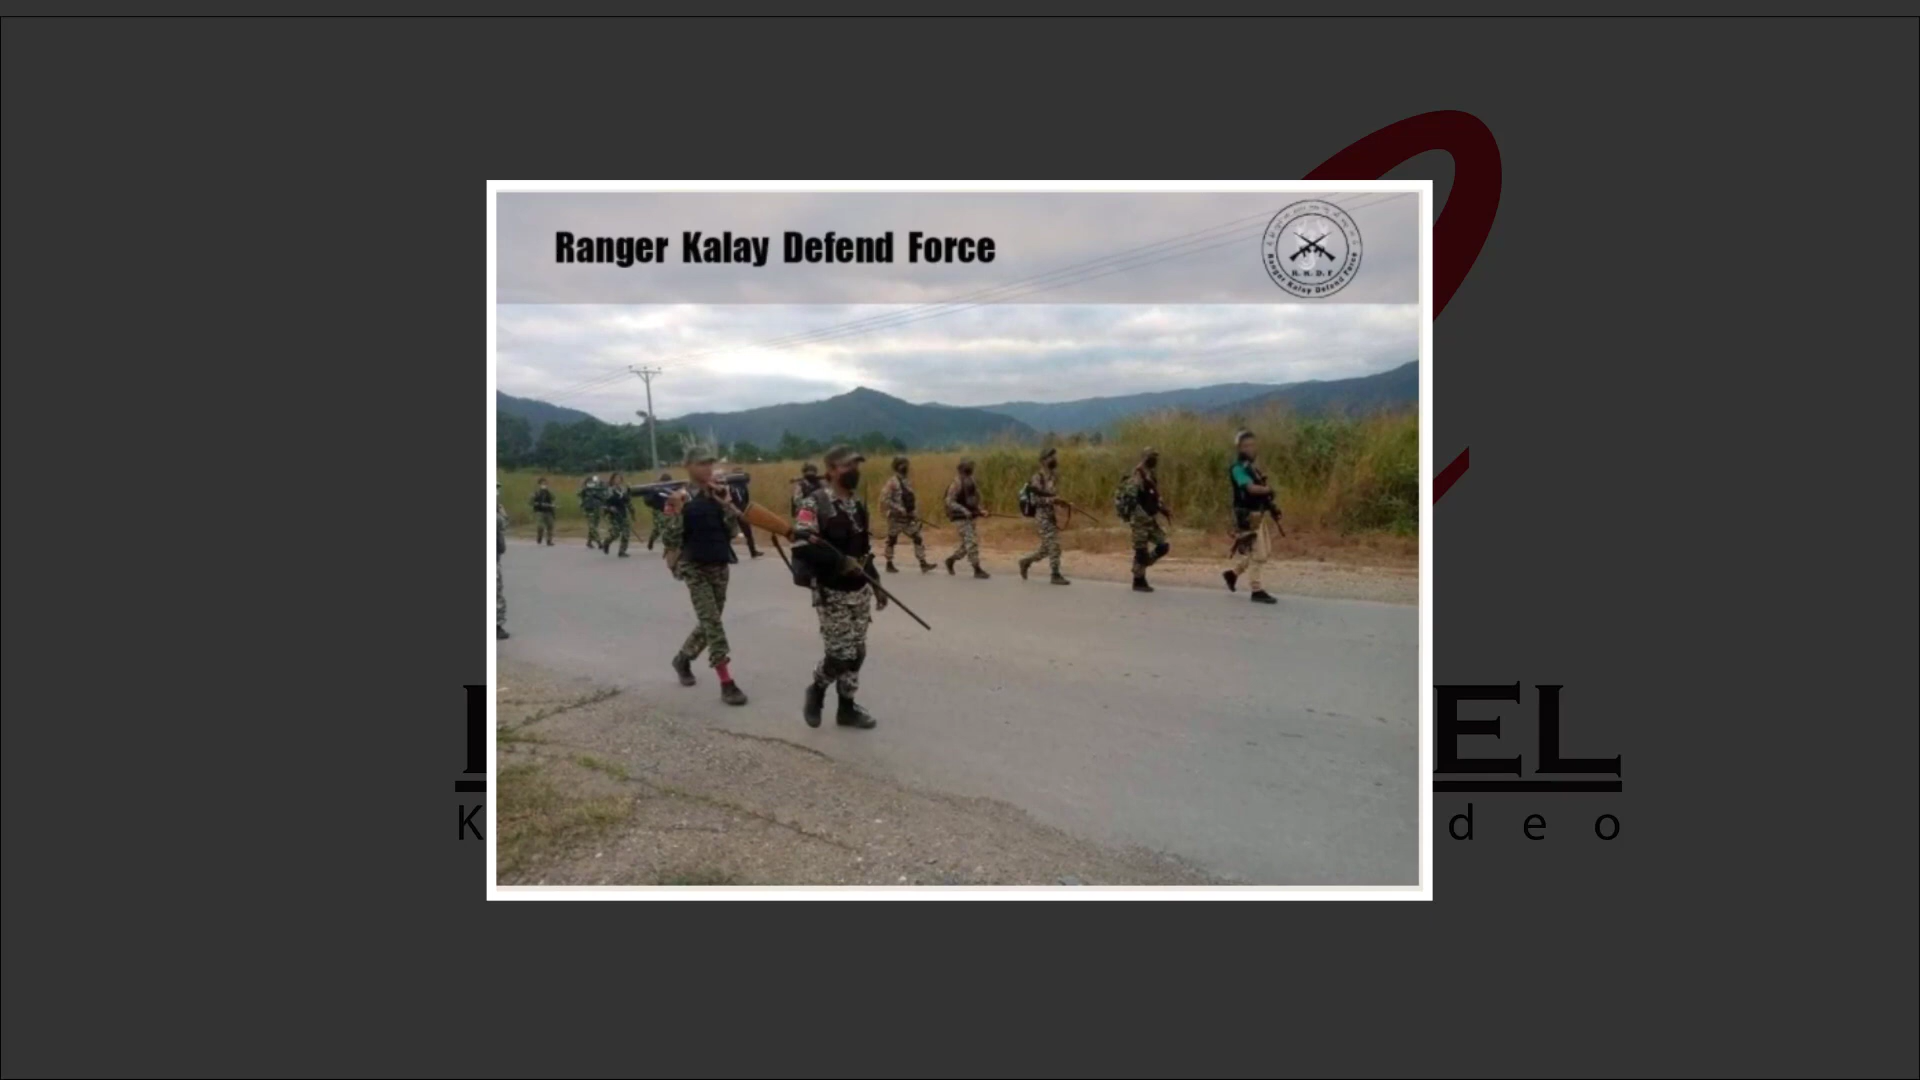 Ranger Kalay Defend Force
R. K. D. F
Ranger Kalay Defend Force
EL
K
deo